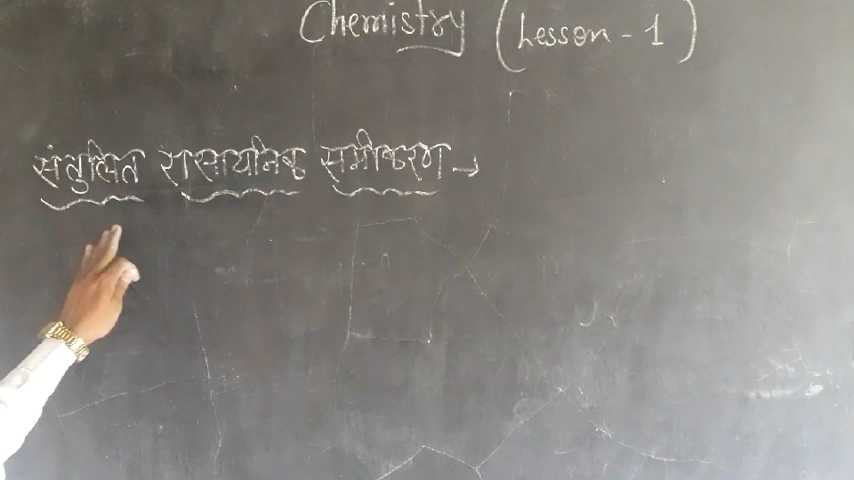 Chemistry (Lesson - 1)
संतुलित रासायनिक समीकरण →